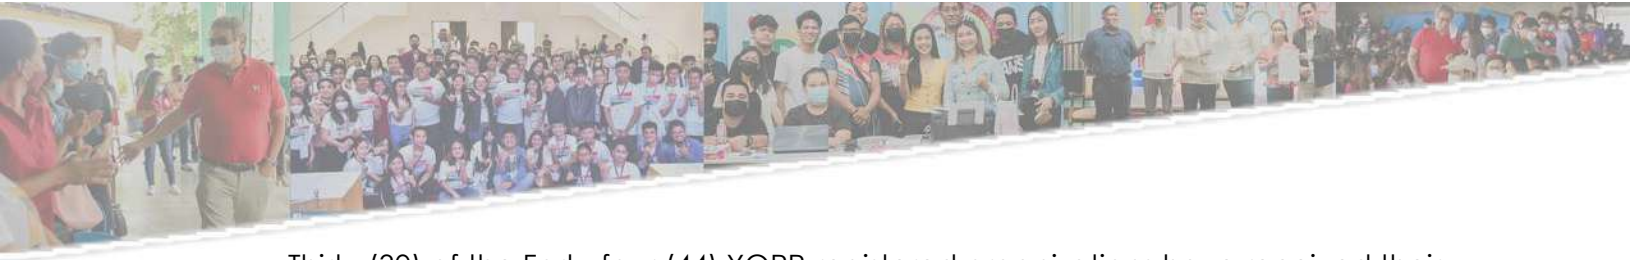 Thirty (30) of the Forty-four (44) YORP-registered organizations have received their